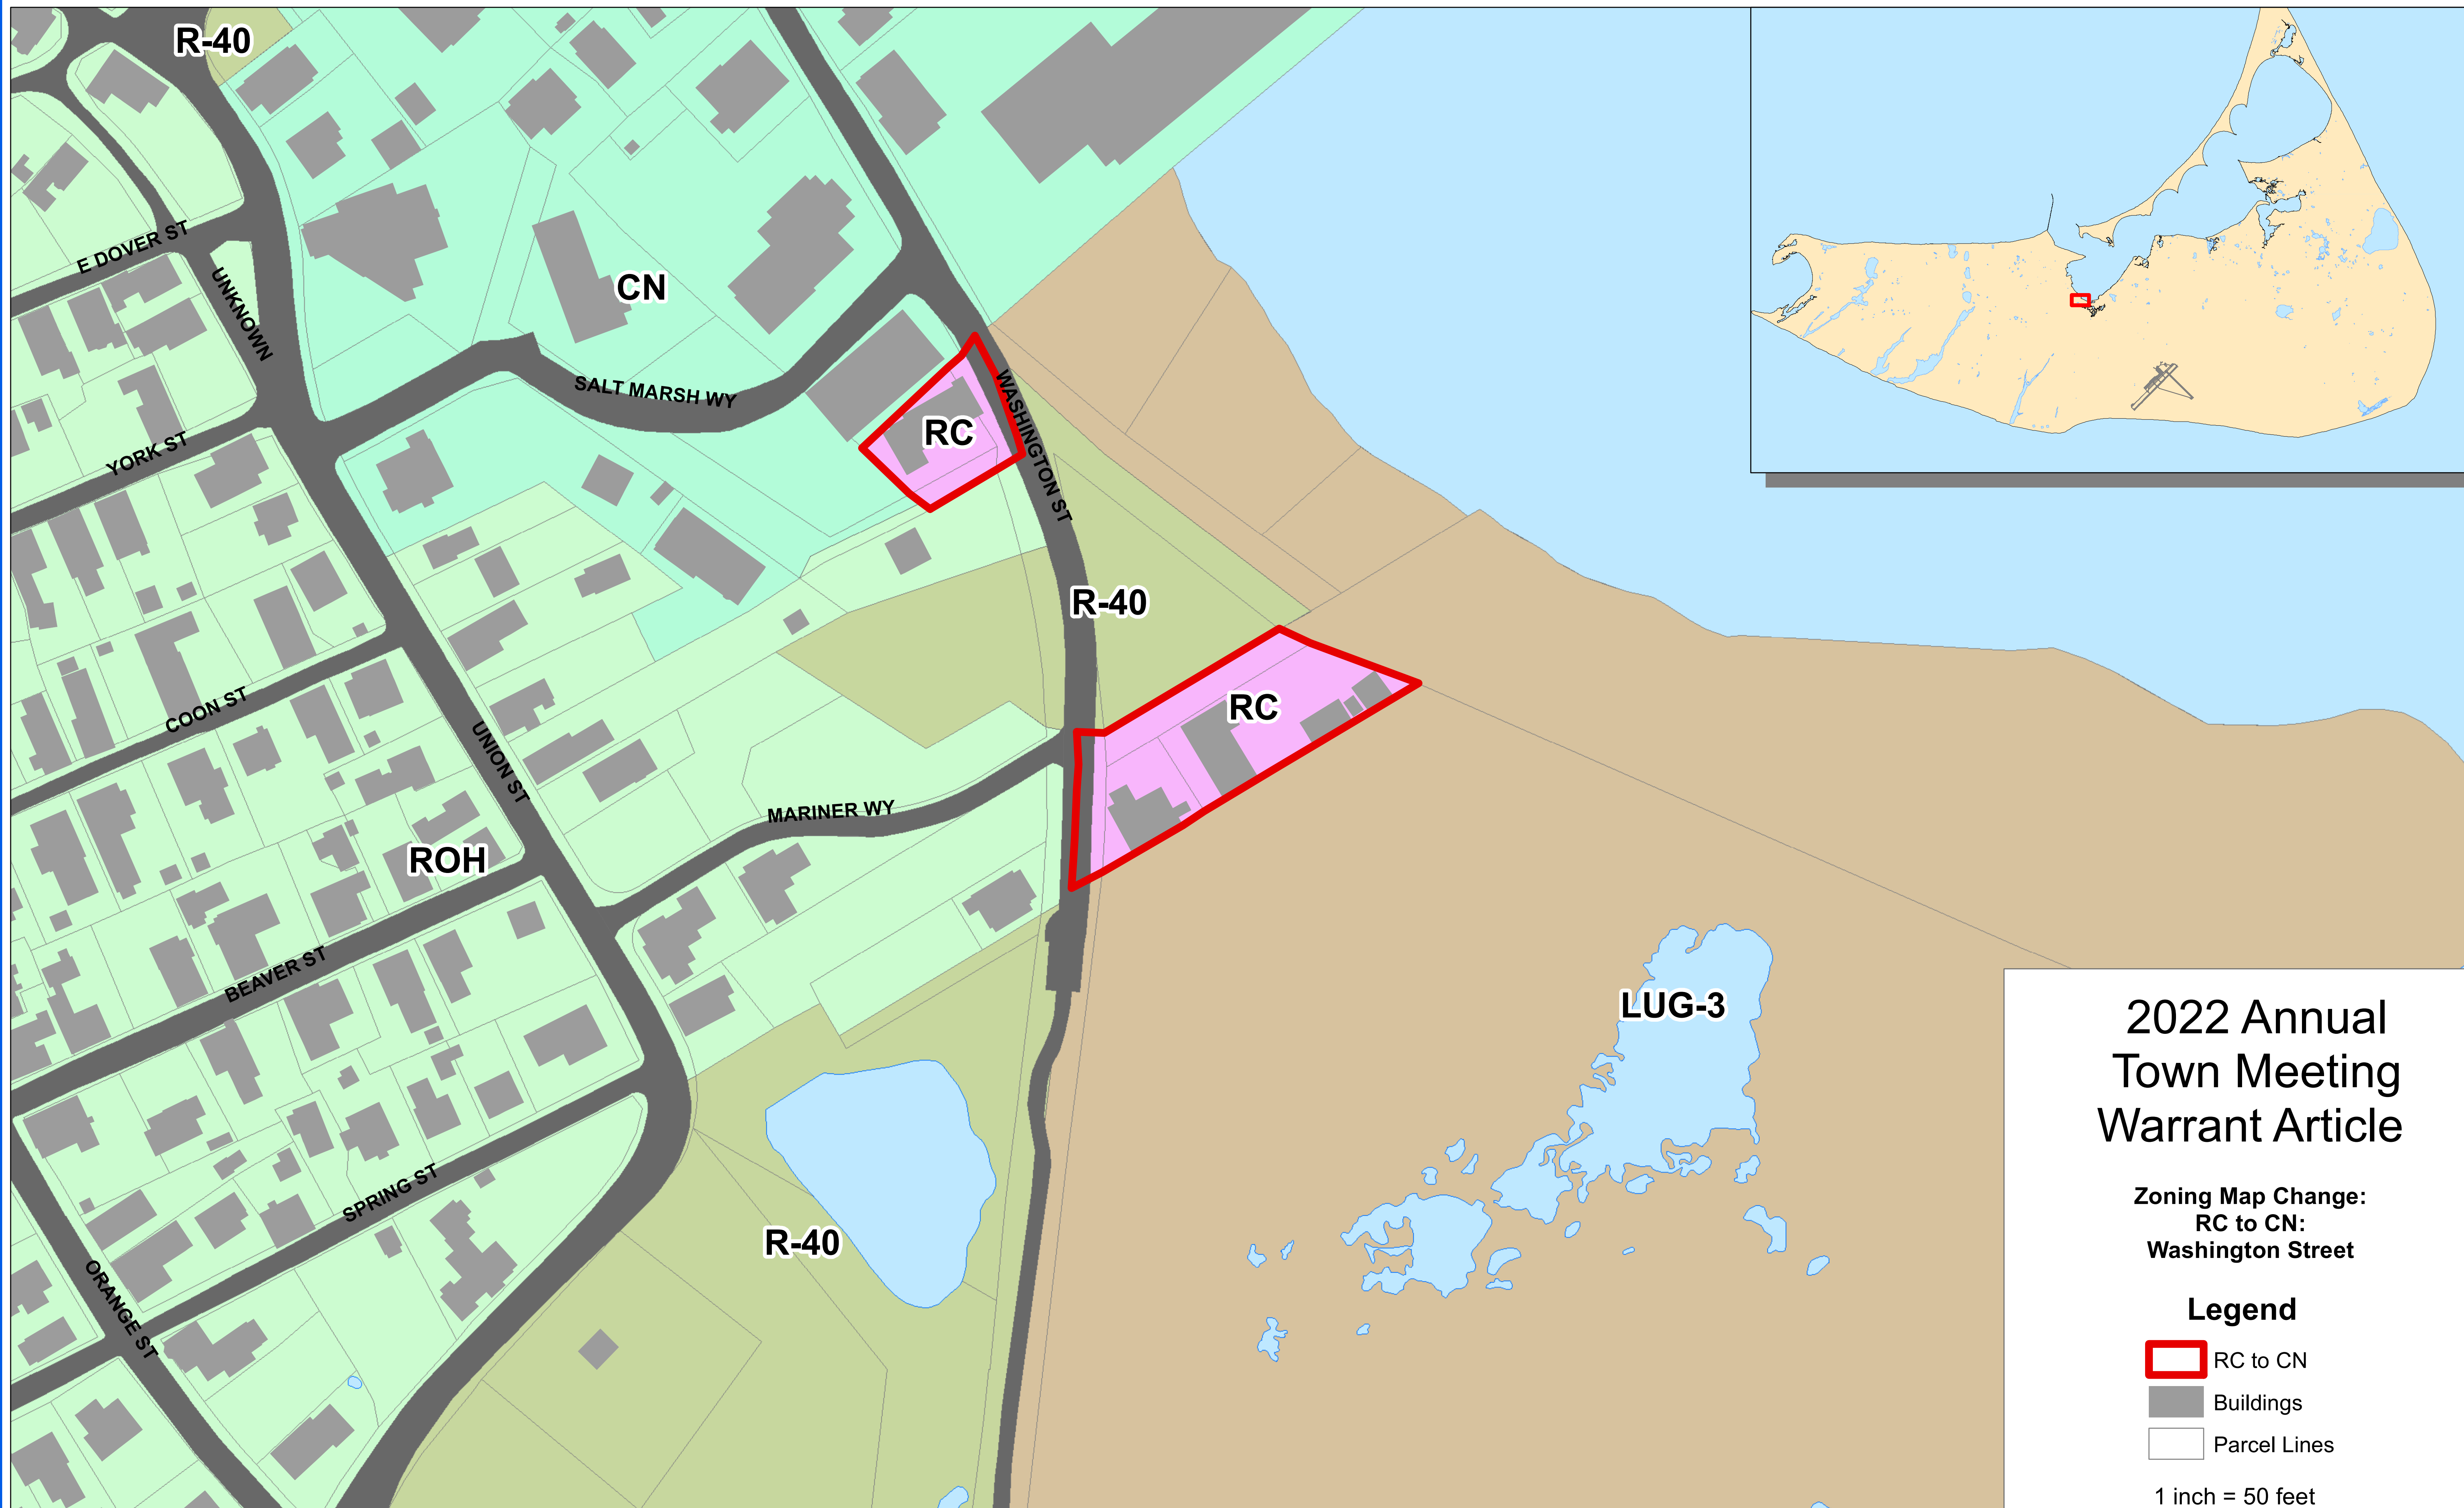 R-40
E DOVER ST
UNKNOWN
CN
SALT MARSH WY
WASHINGTON ST
RC
YORK ST
R-40
COON ST
UNION ST
RC
MARINER WY
ROH
BEAVER ST
LUG-3
SPRING ST
R-40
ORANGE ST
2022 Annual
Town Meeting
Warrant Article
Zoning Map Change:
RC to CN:
Washington Street
Legend
RC to CN
Buildings
Parcel Lines
1 inch = 50 feet